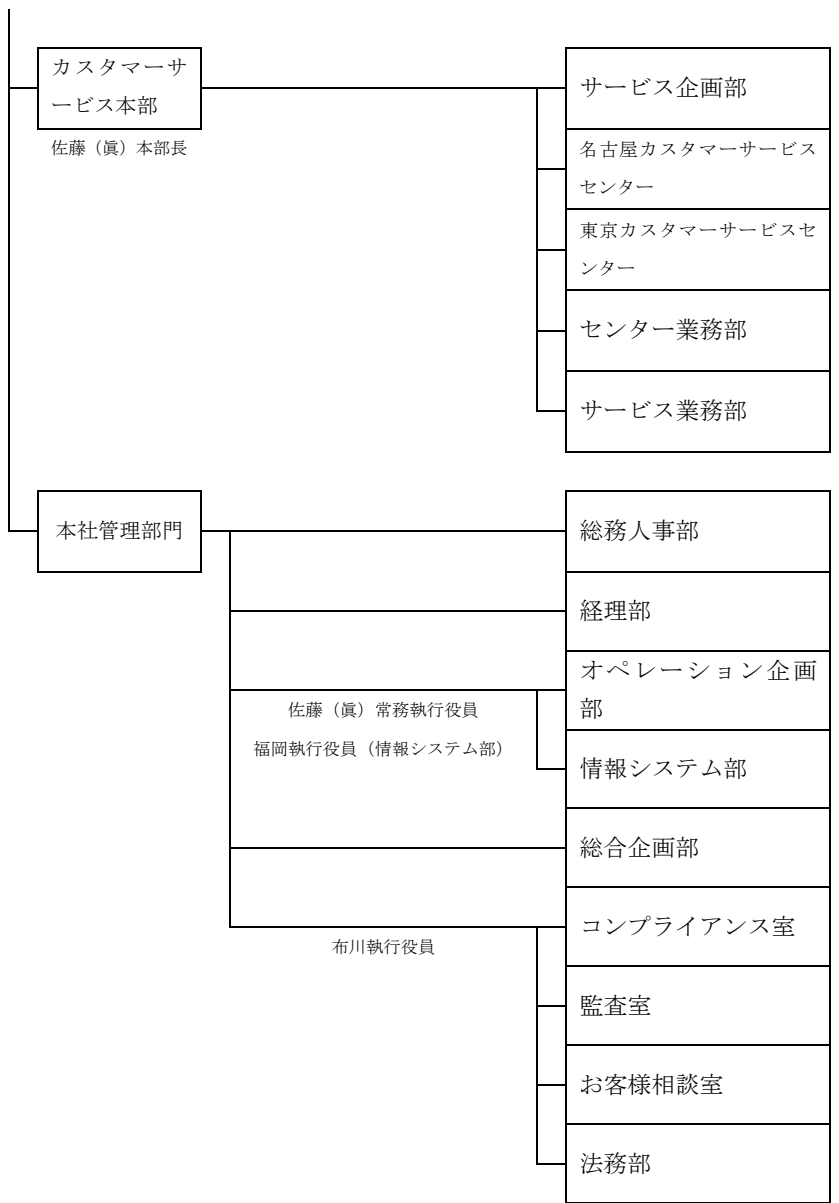 カスタマーサ
ービス本部
佐藤（眞）本部長
サービス企画部
名古屋カスタマーサービス
センター
東京カスタマーサービスセ
ンター
センター業務部
サービス業務部
本社管理部門
総務人事部
経理部
オペレーション企画
部
佐藤（眞）常務執行役員
福岡執行役員（情報システム部）
情報システム部
総合企画部
コンプライアンス室
布川執行役員
監査室
お客様相談室
法務部